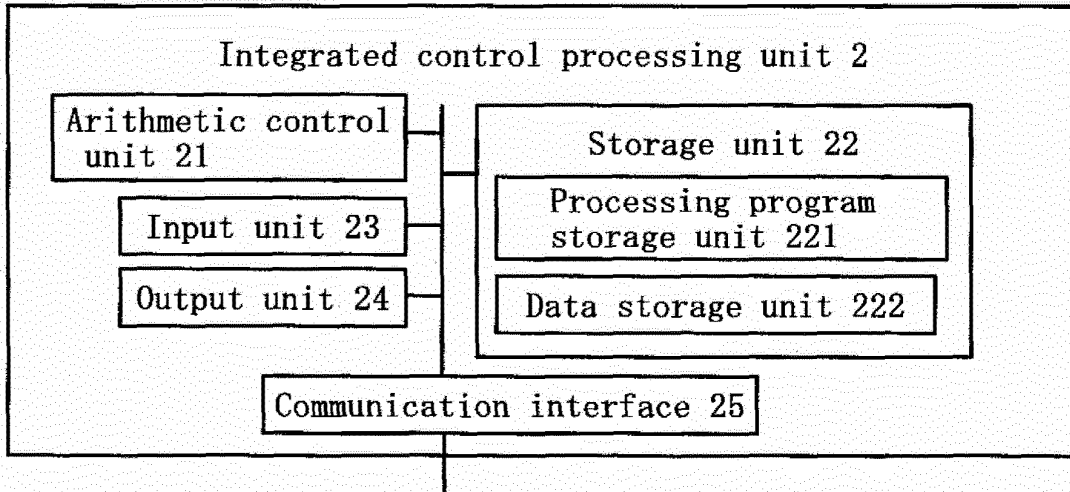 Integrated control processing unit 2
Arithmetic control
unit 21
Input unit 23
Output unit 24
Storage unit 22
Processing program
storage unit 221
Data storage unit 222
Communication interface 25